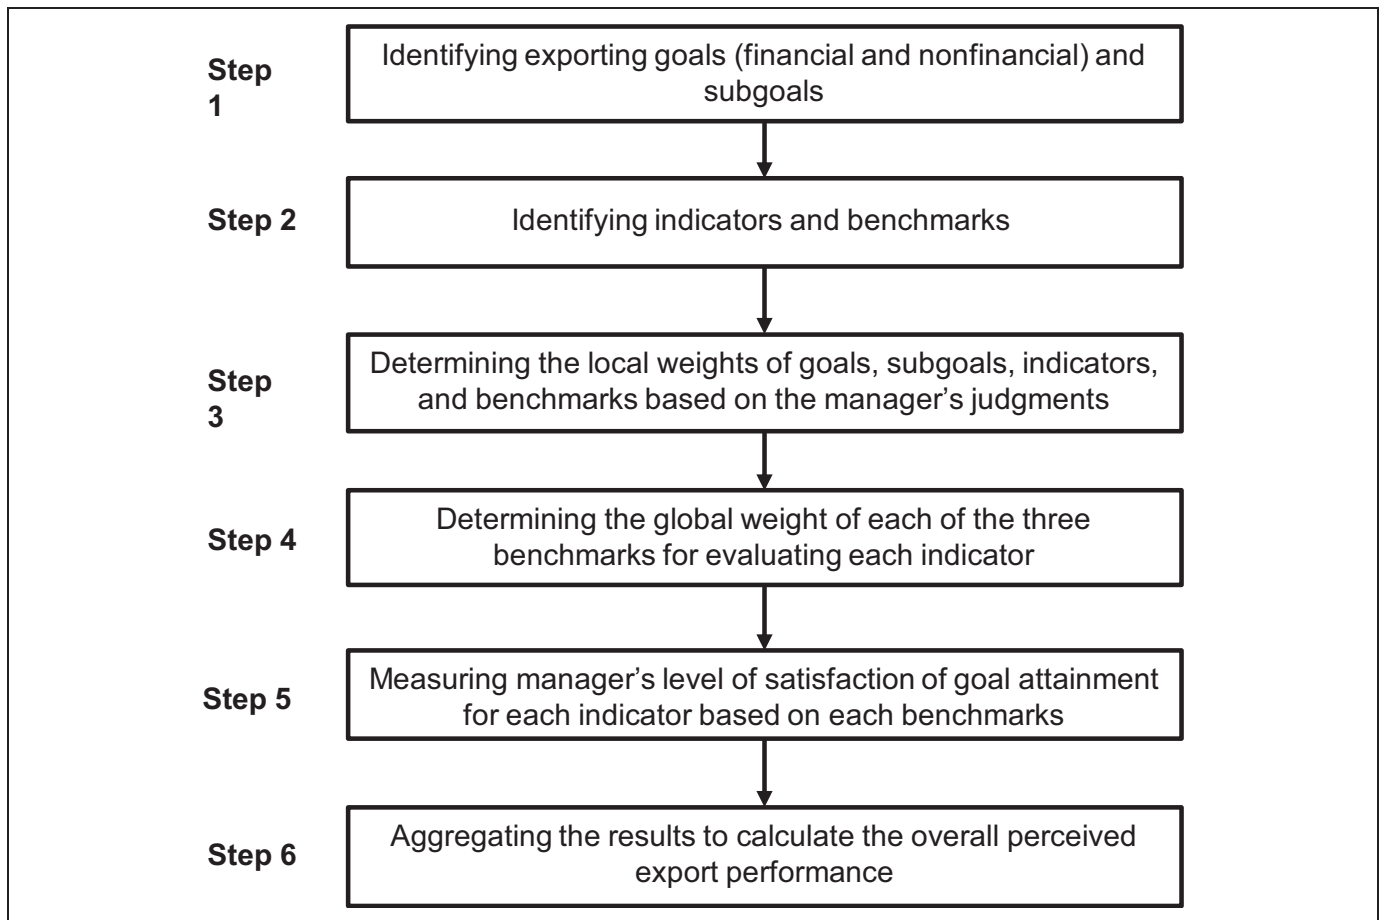 Step
1
Identifying exporting goals (financial and nonfinancial) and
subgoals
Step 2
Identifying indicators and benchmarks
Step
3
Determining the local weights of goals, subgoals, indicators,
and benchmarks based on the manager’s judgments
Step 4
Determining the global weight of each of the three
benchmarks for evaluating each indicator
Step 5
Measuring manager’s level of satisfaction of goal attainment
for each indicator based on each benchmarks
Step 6
Aggregating the results to calculate the overall perceived
export performance